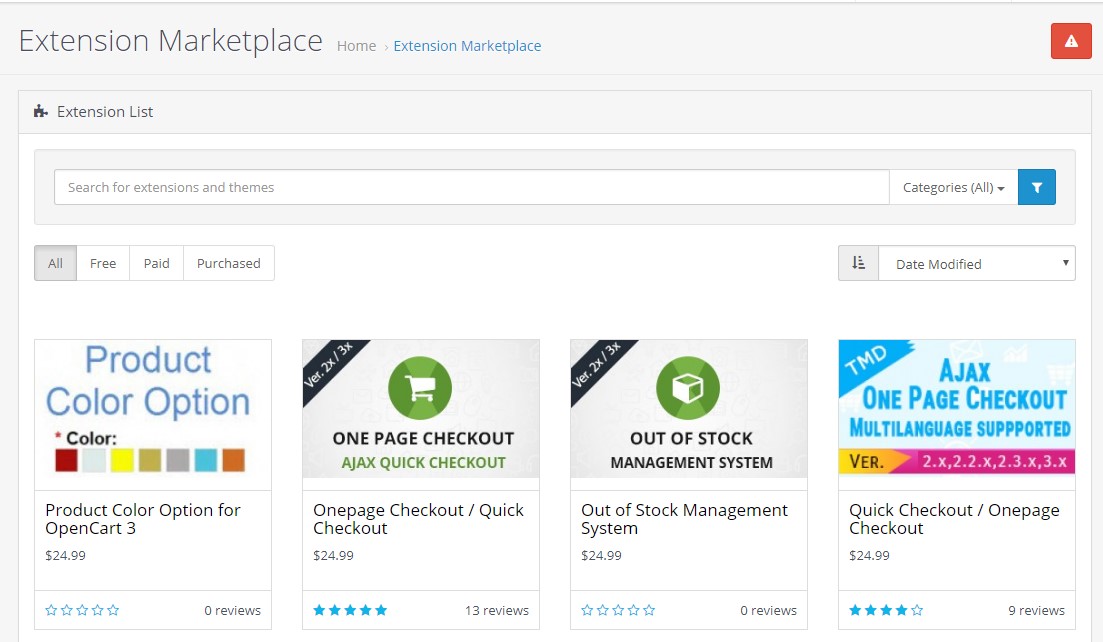 Extension Marketplace
Home › Extension Marketplace
Extension List
Search for extensions and themes
Categories (All)
All
Free
Paid
Purchased
Date Modified
Product
Color Option
* Color:
Ver. 2x / 3x
ONE PAGE CHECKOUT
AJAX QUICK CHECKOUT
Ver. 2x / 3x
OUT OF STOCK
MANAGEMENT SYSTEM
TMD
AJAX
ONE PAGE CHECKOUT
MULTILANGUAGE SUPPPORTED
VER. 2.x,2.2.x,2.3.x,3.x
Product Color Option for
OpenCart 3
$24.99
0 reviews
Onepage Checkout / Quick
Checkout
$24.99
13 reviews
Out of Stock Management
System
$24.99
0 reviews
Quick Checkout / Onepage
Checkout
$24.99
9 reviews